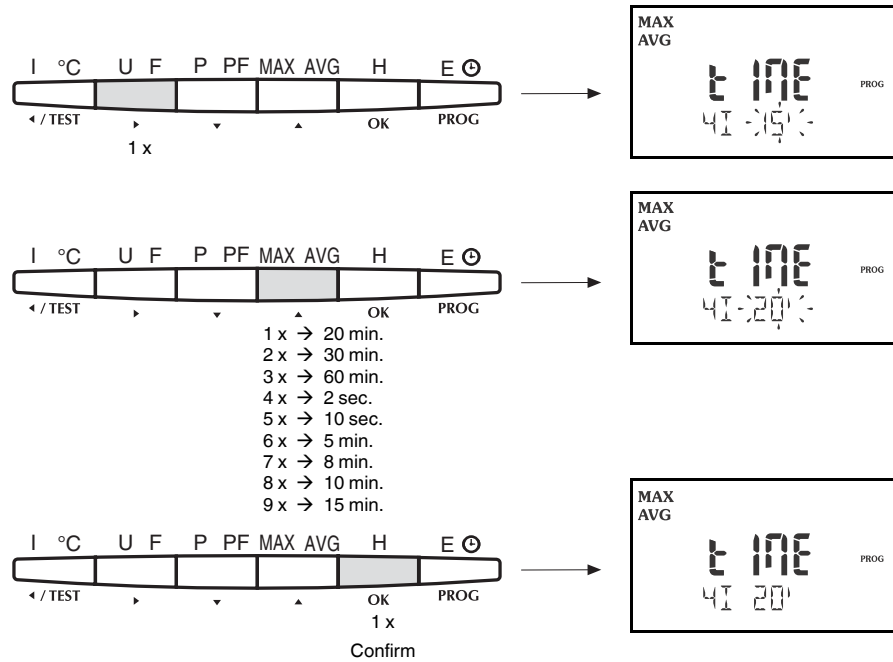 MAX
AVG
I °C U F P PF MAX AVG H E
t IME
PROG
◂ / TEST ▸ ▾ ▴ OK PROG
4I 15'
1 x
MAX
AVG
I °C U F P PF MAX AVG H E
t IME
PROG
◂ / TEST ▸ ▾ ▴ OK PROG
4I 20'
1 x → 20 min.
2 x → 30 min.
3 x → 60 min.
4 x → 2 sec.
5 x → 10 sec.
6 x → 5 min.
7 x → 8 min.
8 x → 10 min.
9 x → 15 min.
MAX
AVG
I °C U F P PF MAX AVG H E
t IME
PROG
◂ / TEST ▸ ▾ ▴ OK PROG
4I 20'
1 x
Confirm